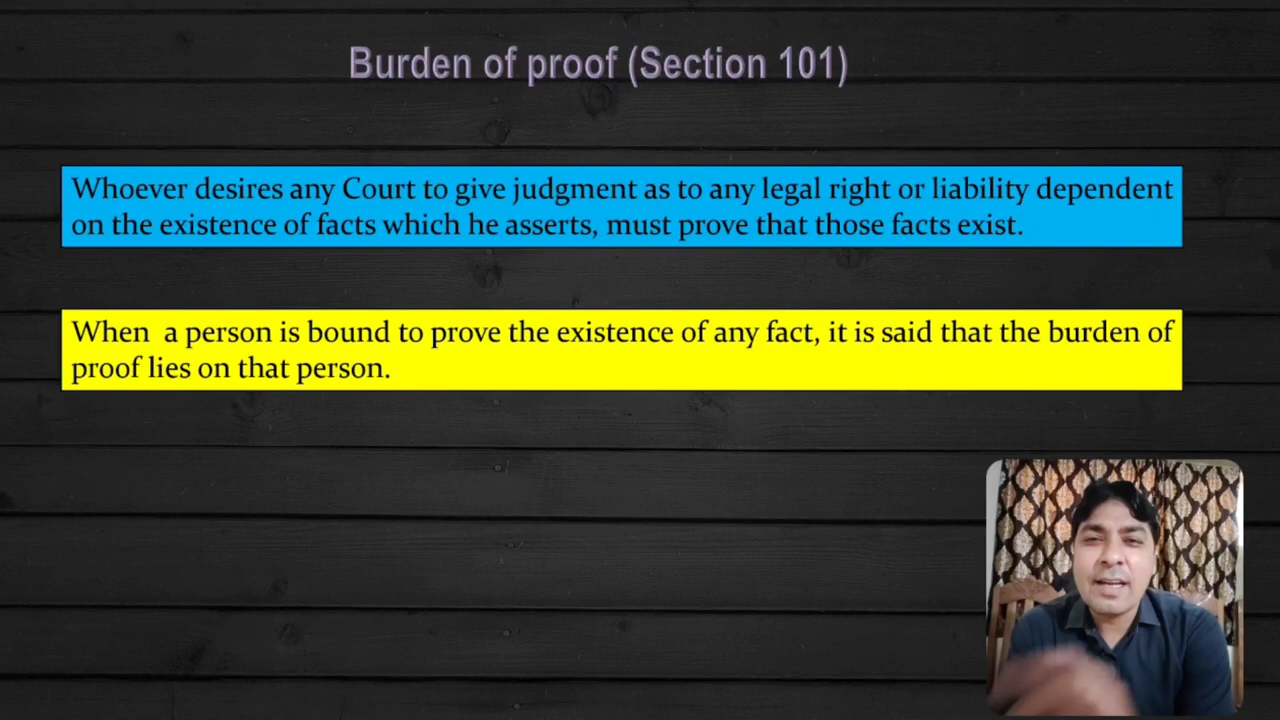 Burden of proof (Section 101)
Whoever desires any Court to give judgment as to any legal right or liability dependent
on the existence of facts which he asserts, must prove that those facts exist.
When a person is bound to prove the existence of any fact, it is said that the burden of
proof lies on that person.